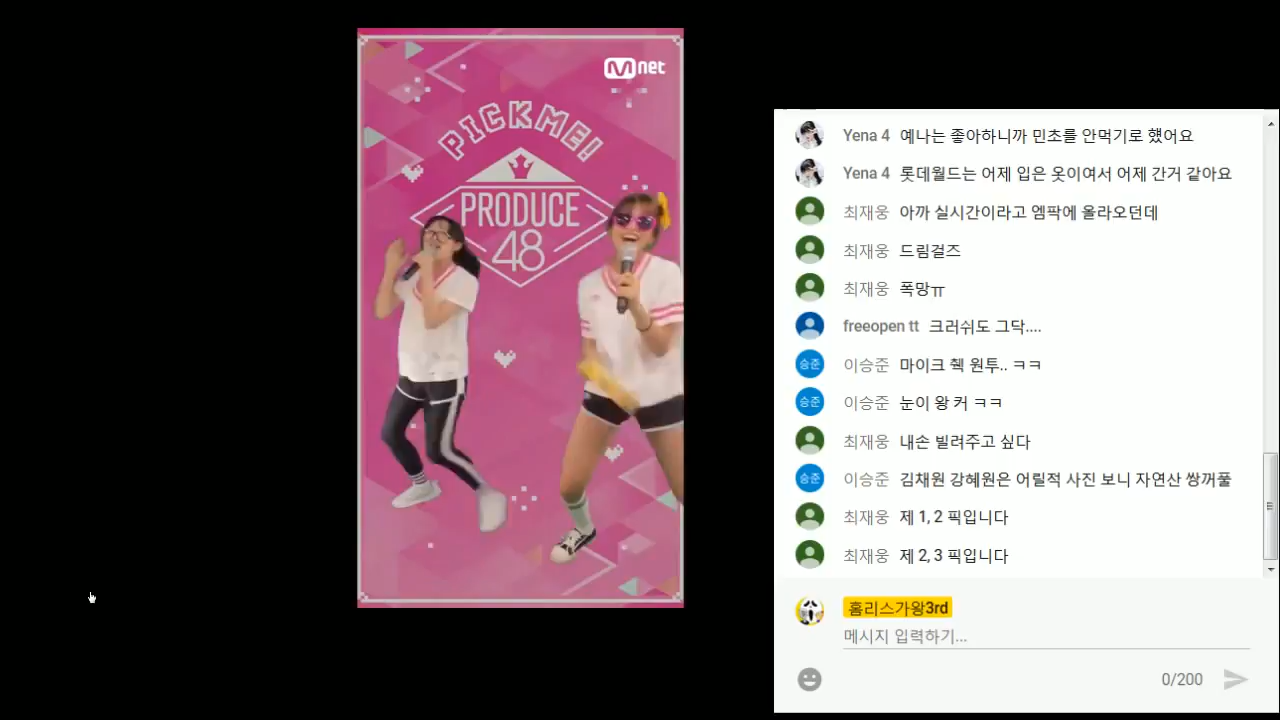 Mnet
PICK ME!
PRODUCE
48
Yena 4 예나는 좋아하니까 민초를 안먹기로 했어요
Yena 4 롯데월드는 어제 입은 옷이여서 어제 간거 같아요
최재웅 아까 실시간이라고 엠팍에 올라오던데
최재웅 드림걸즈
최재웅 폭망ㅠ
freeopen tt 크러쉬도 그닥....
승준 이승준 마이크 췍 원투.. ㅋㅋ
승준 이승준 눈이 왕 커 ㅋㅋ
최재웅 내손 빌려주고 싶다
승준 이승준 김채원 강혜원은 어릴적 사진 보니 자연산 쌍꺼풀
최재웅 제 1, 2 픽입니다
최재웅 제 2, 3 픽입니다
홈리스가왕3rd
메시지 입력하기...
0/200